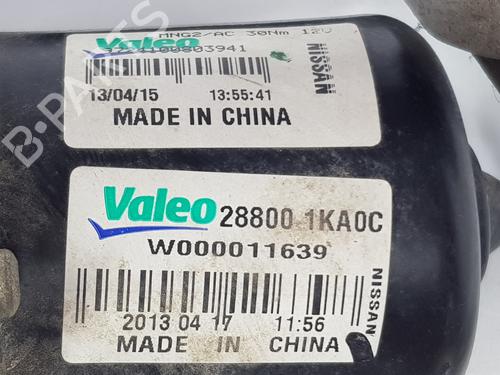 Valeo MNG2/AC 30Nm 12V
NISSAN
13/04/15 13:55:41
MADE IN CHINA
Valeo 28800 1KA0C
W000011639
2013 04 17 11:56
MADE IN CHINA
NISSAN